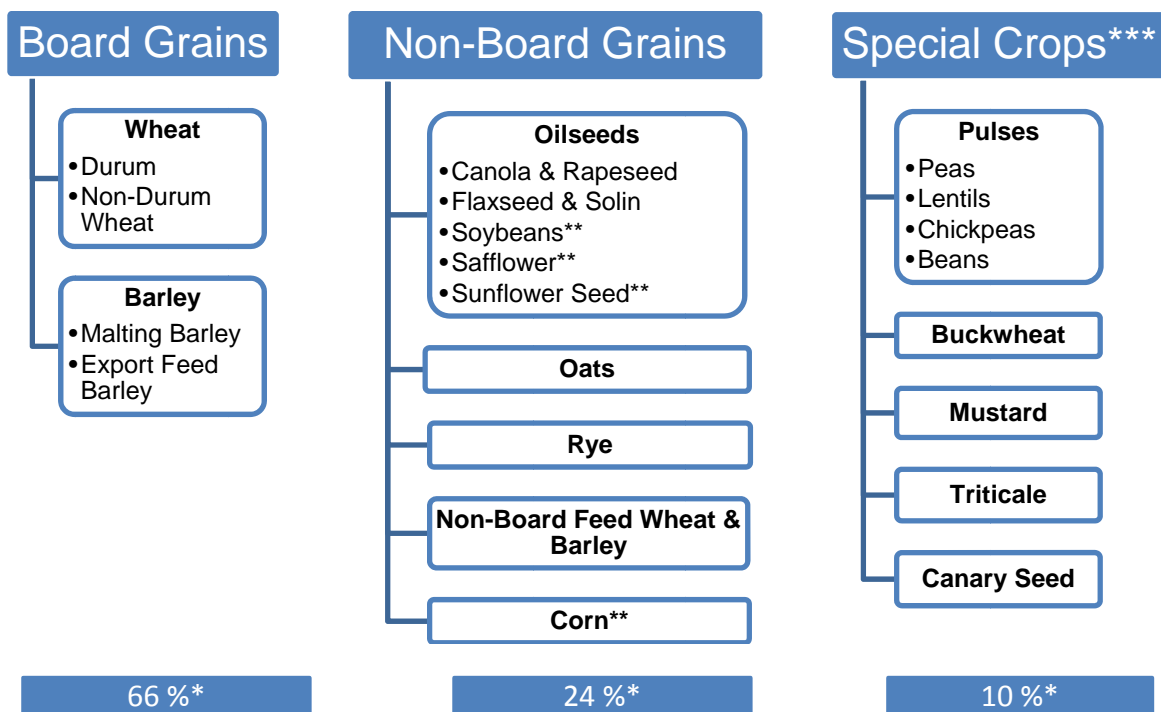 Board Grains
Wheat
•Durum
•Non-Durum
Wheat
Barley
•Malting Barley
•Export Feed
Barley
66 %*
Non-Board Grains
Oilseeds
•Canola & Rapeseed
•Flaxseed & Solin
•Soybeans**
•Safflower**
•Sunflower Seed**
Oats
Rye
Non-Board Feed Wheat &
Barley
Corn**
24 %*
Special Crops***
Pulses
•Peas
•Lentils
•Chickpeas
•Beans
Buckwheat
Mustard
Triticale
Canary Seed
10 %*